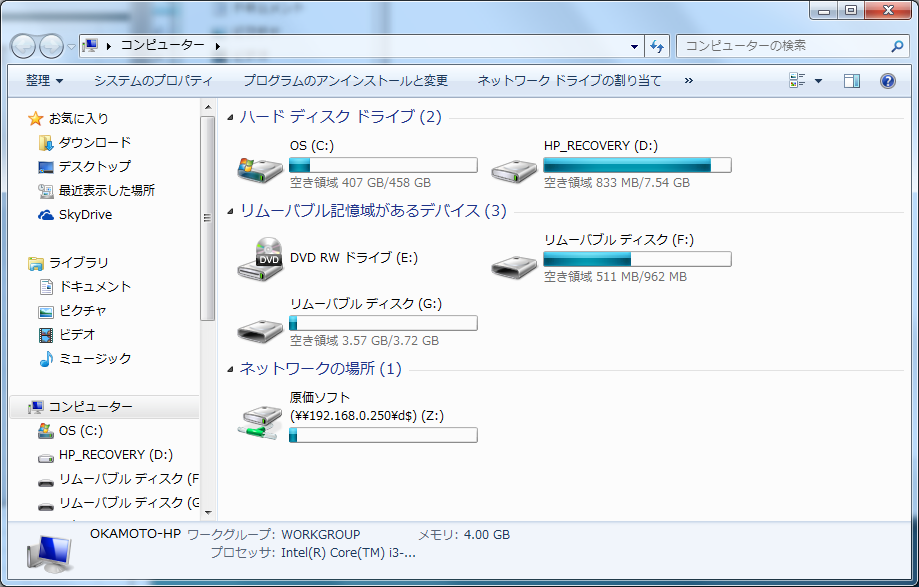 コンピューター
コンピューターの検索
整理 システムのプロパティ プログラムのアンインストールと変更 ネットワーク ドライブの割り当て »
お気に入り
ダウンロード
デスクトップ
最近表示した場所
SkyDrive
ライブラリ
ドキュメント
ピクチャ
ビデオ
ミュージック
コンピューター
OS (C:)
HP_RECOVERY (D:)
リムーバブル ディスク (F
リムーバブル ディスク (G
ハード ディスク ドライブ (2)
OS (C:)
空き領域 407 GB/458 GB
HP_RECOVERY (D:)
空き領域 833 MB/7.54 GB
リムーバブル記憶域があるデバイス (3)
DVD
DVD RW ドライブ (E:)
リムーバブル ディスク (F:)
空き領域 511 MB/962 MB
リムーバブル ディスク (G:)
空き領域 3.57 GB/3.72 GB
ネットワークの場所 (1)
原価ソフト
(¥¥192.168.0.250¥d$) (Z:)
OKAMOTO-HP ワークグループ: WORKGROUP メモリ: 4.00 GB
プロセッサ: Intel(R) Core(TM) i3-...